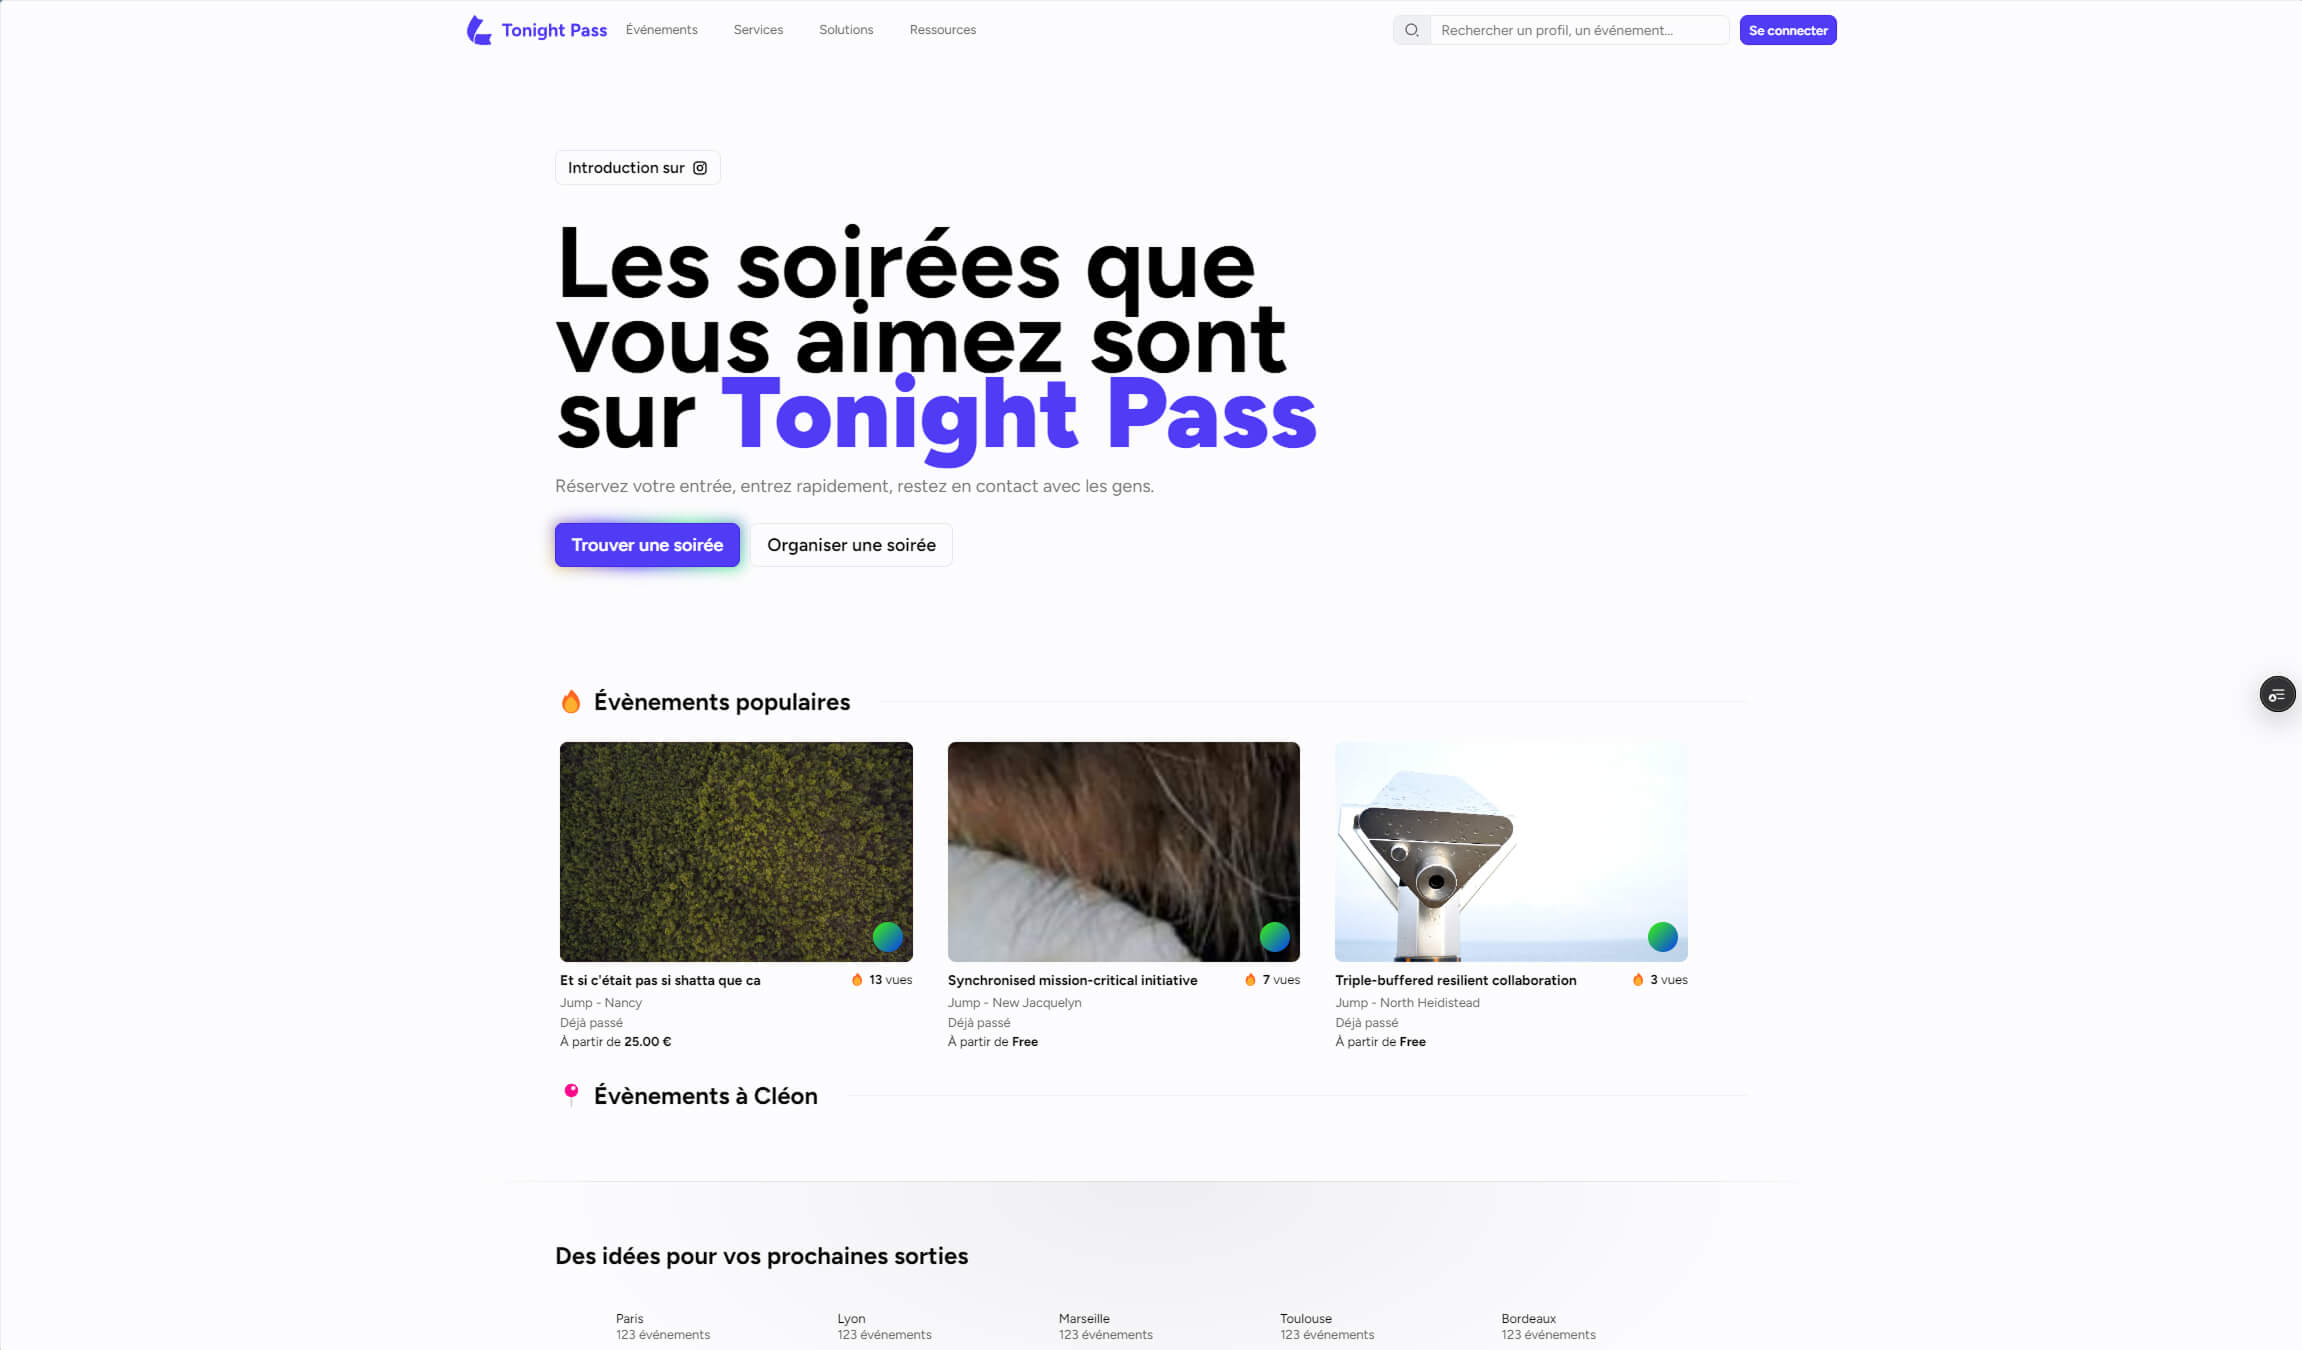 Tonight Pass
Événements
Services
Solutions
Ressources
Rechercher un profil, un événement...
Se connecter
Introduction sur
Les soirées que
vous aimez sont
sur Tonight Pass
Réservez votre entrée, entrez rapidement, restez en contact avec les gens.
Trouver une soirée
Organiser une soirée
Évènements populaires
Et si c'était pas si shatta que ca
13 vues
Jump - Nancy
Déjà passé
À partir de 25.00 €
Synchronised mission-critical initiative
7 vues
Jump - New Jacquelyn
Déjà passé
À partir de Free
Triple-buffered resilient collaboration
3 vues
Jump - North Heidistead
Déjà passé
À partir de Free
Évènements à Cléon
Des idées pour vos prochaines sorties
Paris
123 événements
Lyon
123 événements
Marseille
123 événements
Toulouse
123 événements
Bordeaux
123 événements